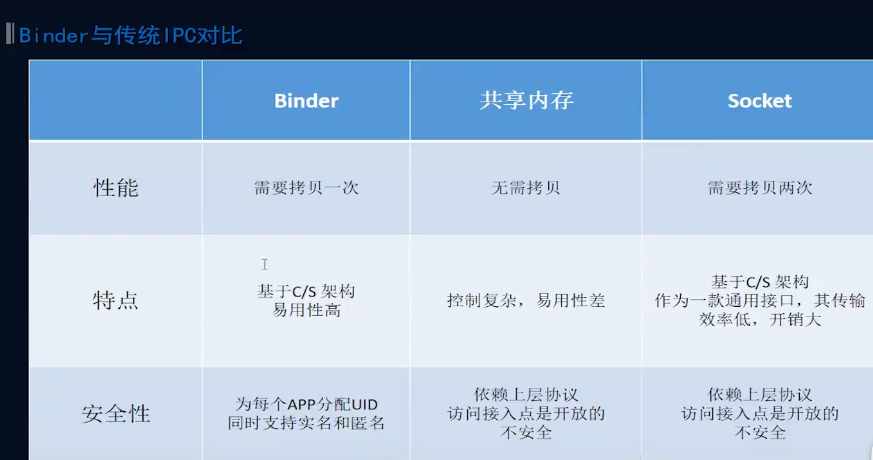 Binder与传统IPC对比
Binder
共享内存
Socket
性能
需要拷贝一次
无需拷贝
需要拷贝两次
特点
基于C/S 架构
易用性高
控制复杂，易用性差
基于C/S 架构
作为一款通用接口，其传输
效率低，开销大
安全性
为每个APP分配UID
同时支持实名和匿名
依赖上层协议
访问接入点是开放的
不安全
依赖上层协议
访问接入点是开放的
不安全